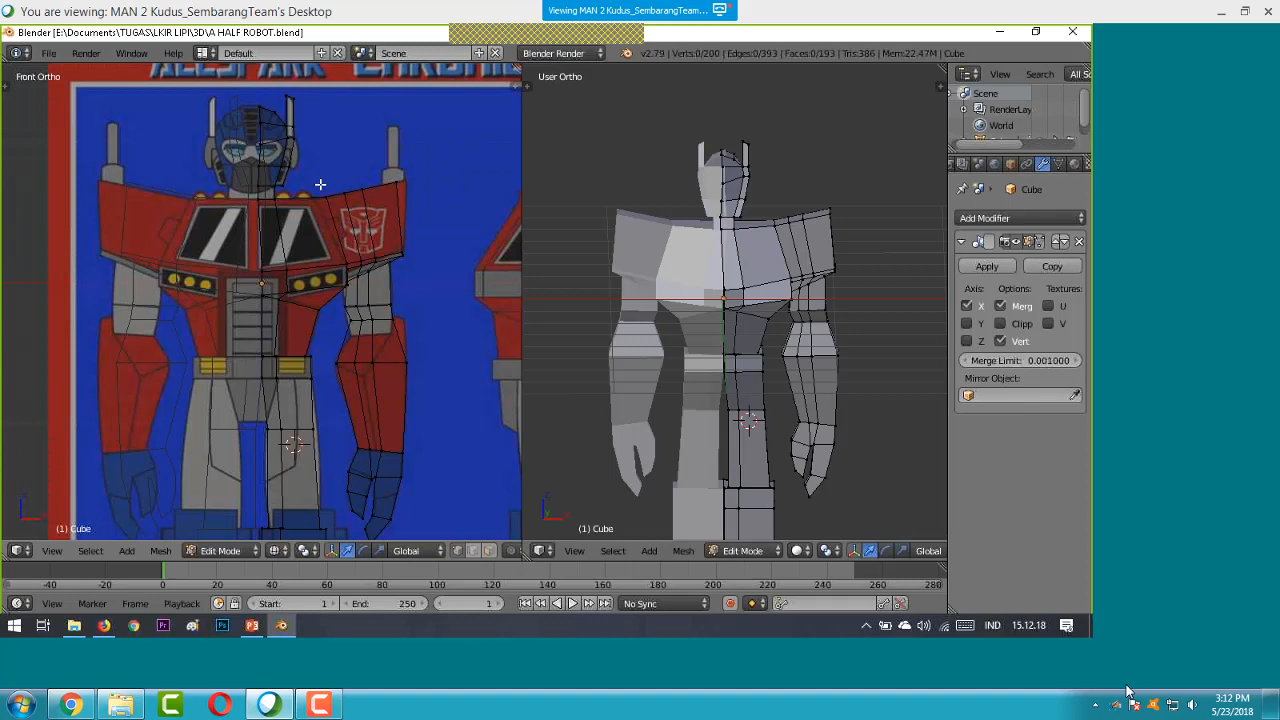 You are viewing: MAN 2 Kudus_SembarangTeam's Desktop
Viewing MAN 2 Kudus_SembarangTeam'...
Blender [E:\Documents\TUGAS\LKIR LIPI\3D\A HALF ROBOT.blend]
File Render Window Help Default Scene Blender Render v2.79 | Verts:0/200 | Edges:0/393 | Faces:0/193 | Tris:386 | Mem:22.47M | Cube
View Search All Sc
Front Ortho
User Ortho
Scene
RenderLay
World
Cube
Add Modifier
Apply Copy
Axis: Options: Textures:
X Merg U
Y Clipp V
Z Vert
Merge Limit: 0.001000
Mirror Object:
(1) Cube
(1) Cube
View Select Add Mesh Edit Mode Global
View Select Add Mesh Edit Mode Global
-40 -20 0 20 40 60 80 100 120 140 160 180 200 220 240 260 280
View Marker Frame Playback Start: 1 End: 250 1 No Sync
IND 15.12.18
3:12 PM
5/23/2018